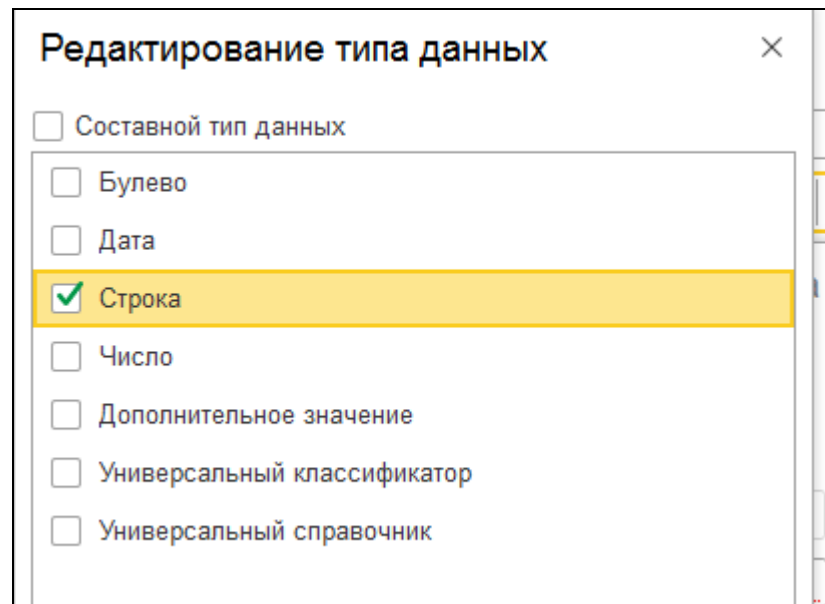 Редактирование типа данных
Составной тип данных
Булево
Дата
Строка
Число
Дополнительное значение
Универсальный классификатор
Универсальный справочник